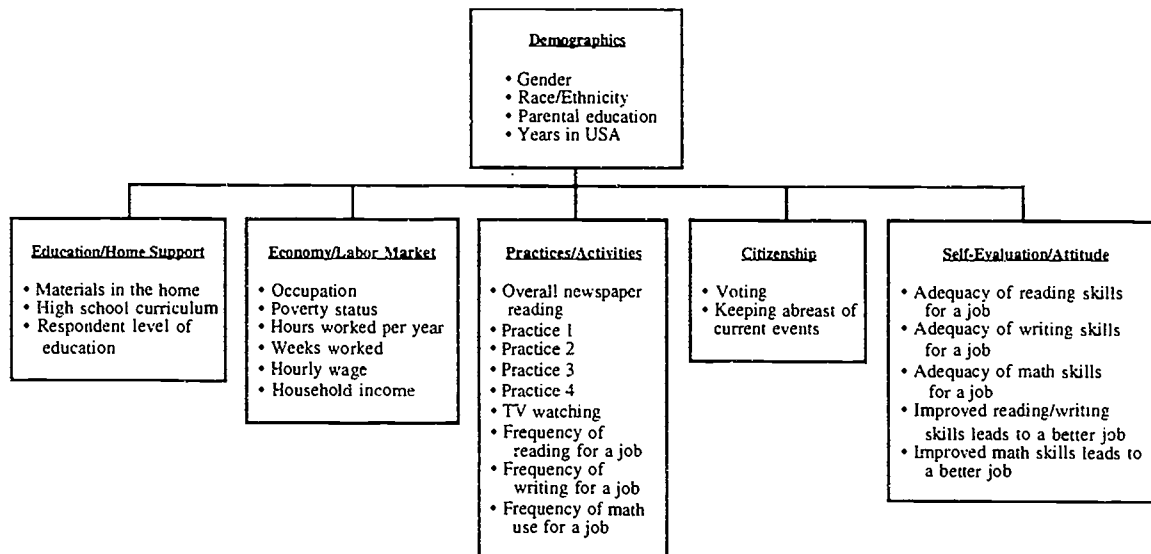 Demographics
• Gender
• Race/Ethnicity
• Parental education
• Years in USA
Education/Home Support
• Materials in the home
• High school curriculum
• Respondent level of
education
Economy/Labor Market
• Occupation
• Poverty status
• Hours worked per year
• Weeks worked
• Hourly wage
• Household income
Practices/Activities
• Overall newspaper
reading
• Practice 1
• Practice 2
• Practice 3
• Practice 4
• TV watching
• Frequency of
reading for a job
• Frequency of
writing for a job
• Frequency of math
use for a job
Citizenship
• Voting
• Keeping abreast of
current events
Self-Evaluation/Attitude
• Adequacy of reading skills
for a job
• Adequacy of writing skills
for a job
• Adequacy of math skills
for a job
• Improved reading/writing
skills leads to a better job
• Improved math skills leads to
a better job